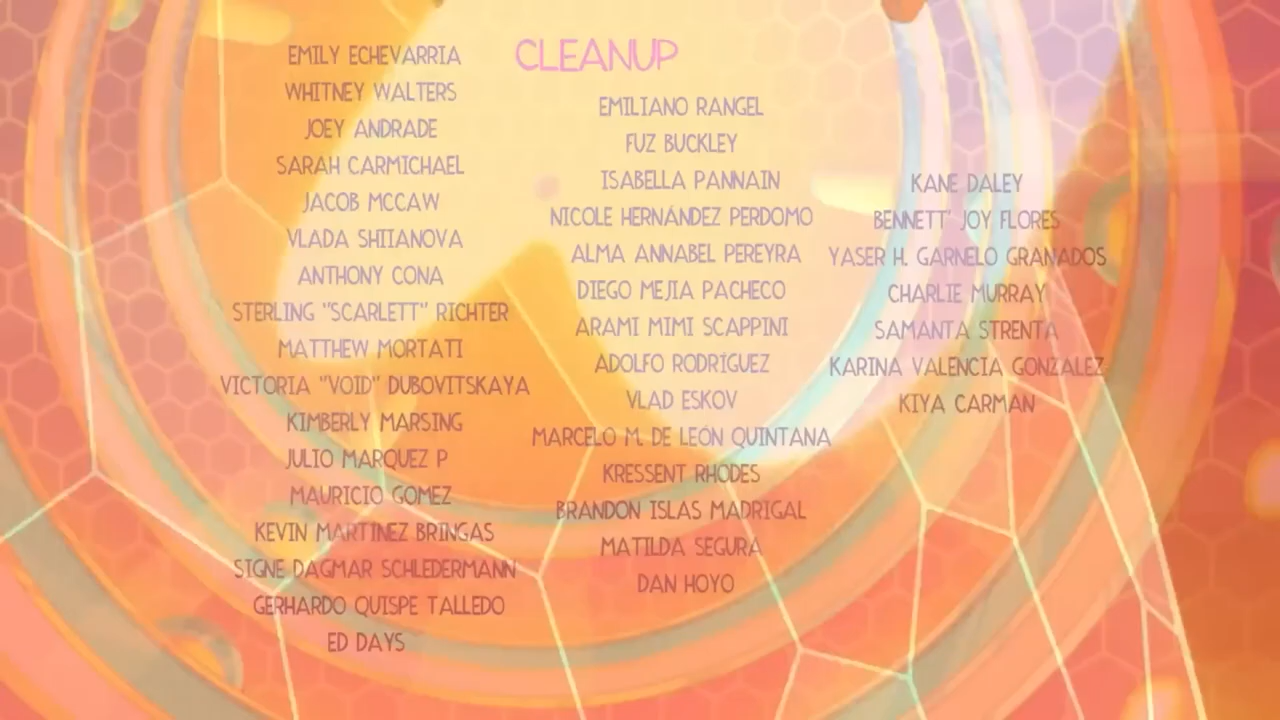 EMILY ECHEVARRIA
WHITNEY WALTERS
JOEY ANDRADE
SARAH CARMICHAEL
JACOB MCCAW
VLADA SHIIANOVA
ANTHONY CONA
STERLING "SCARLETT" RICHTER
MATTHEW MORTATI
VICTORIA "VOID" DUBOVITSKAYA
KIMBERLY MARSING
JULIO MARQUEZ P
MAURICIO GOMEZ
KEVIN MARTINEZ BRINGAS
SIGNE DAGMAR SCHLEDERMANN
GERHARDO QUISPE TALLEDO
ED DAYS
CLEANUP
EMILIANO RANGEL
FUZ BUCKLEY
ISABELLA PANNAIN
NICOLE HERNÁNDEZ PERDOMO
ALMA ANNABEL PEREYRA
DIEGO MEJIA PACHECO
ARAMI MIMI SCAPPINI
ADOLFO RODRÍGUEZ
VLAD ESKOV
MARCELO M. DE LEÓN QUINTANA
KRESSENT RHODES
BRANDON ISLAS MADRIGAL
MATILDA SEGURA
DAN HOYO
KANE DALEY
BENNETT' JOY FLORES
YASER H. GARNELO GRANADOS
CHARLIE MURRAY
SAMANTA STRENTA
KARINA VALENCIA GONZALEZ
KIYA CARMAN